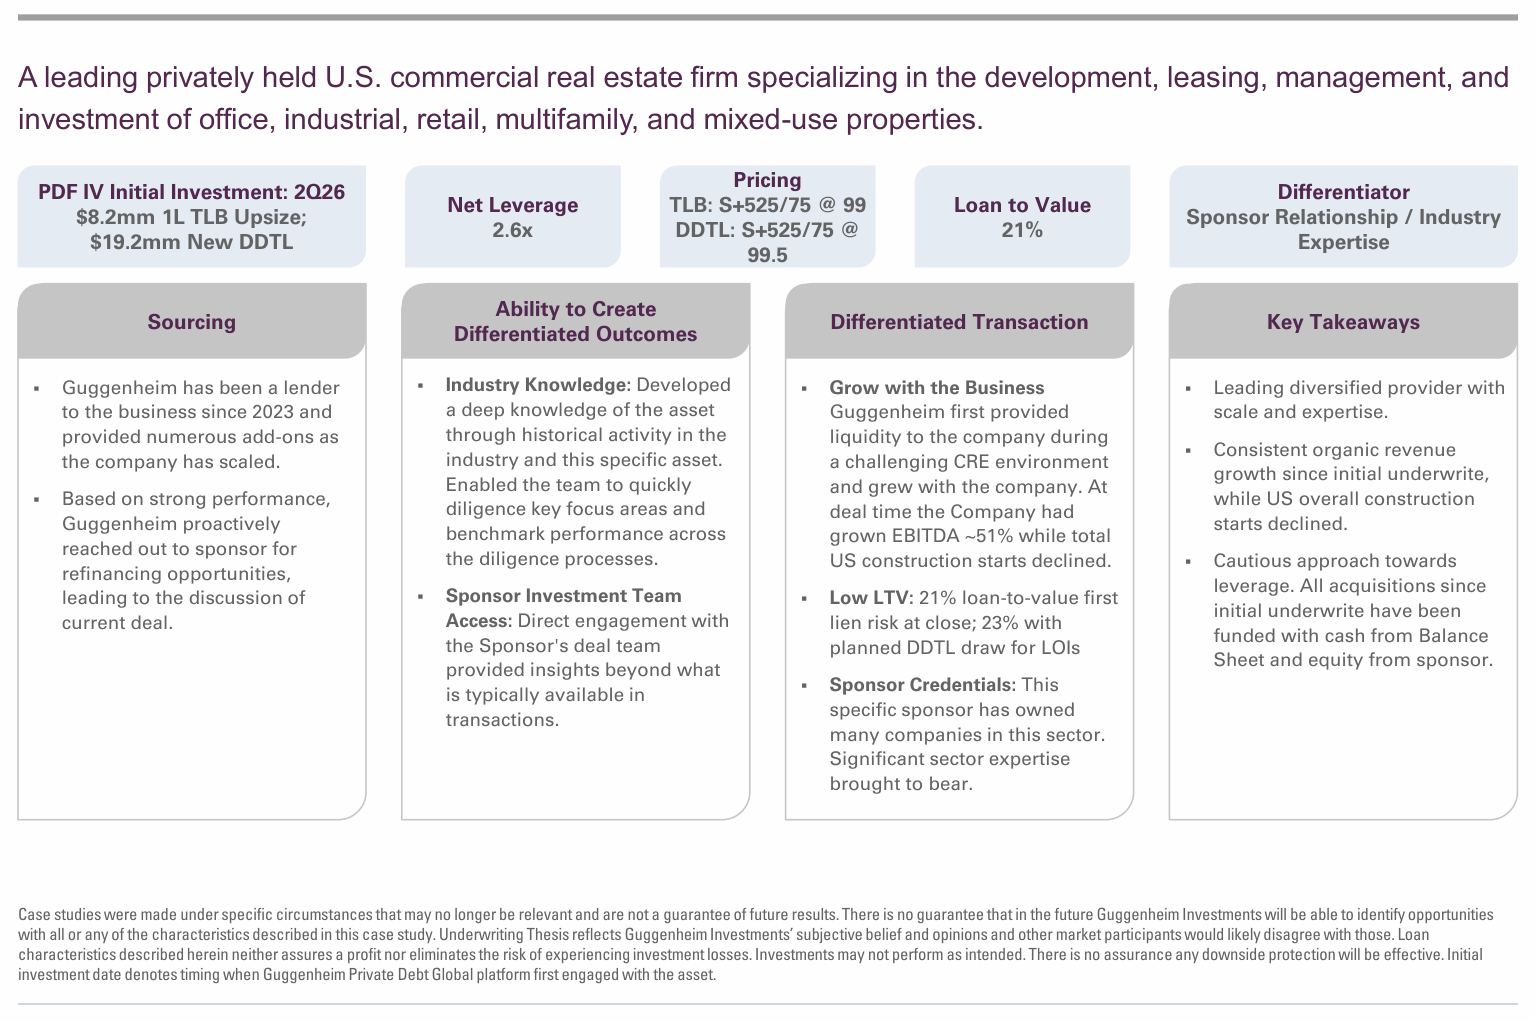 A leading privately held U.S. commercial real estate firm specializing in the development, leasing, management, and
investment of office, industrial, retail, multifamily, and mixed-use properties.
PDF IV Initial Investment: 2Q26
$8.2mm 1L TLB Upsize;
$19.2mm New DDTL
Net Leverage
2.6x
Pricing
TLB: S+525/75 @ 99
DDTL: S+525/75 @
99.5
Loan to Value
21%
Differentiator
Sponsor Relationship / Industry
Expertise
Sourcing
▪ Guggenheim has been a lender
to the business since 2023 and
provided numerous add-ons as
the company has scaled.
▪ Based on strong performance,
Guggenheim proactively
reached out to sponsor for
refinancing opportunities,
leading to the discussion of
current deal.
Ability to Create
Differentiated Outcomes
▪ Industry Knowledge: Developed
a deep knowledge of the asset
through historical activity in the
industry and this specific asset.
Enabled the team to quickly
diligence key focus areas and
benchmark performance across
the diligence processes.
▪ Sponsor Investment Team
Access: Direct engagement with
the Sponsor's deal team
provided insights beyond what
is typically available in
transactions.
Differentiated Transaction
▪ Grow with the Business
Guggenheim first provided
liquidity to the company during
a challenging CRE environment
and grew with the company. At
deal time the Company had
grown EBITDA ~51% while total
US construction starts declined.
▪ Low LTV: 21% loan-to-value first
lien risk at close; 23% with
planned DDTL draw for LOIs
▪ Sponsor Credentials: This
specific sponsor has owned
many companies in this sector.
Significant sector expertise
brought to bear.
Key Takeaways
▪ Leading diversified provider with
scale and expertise.
▪ Consistent organic revenue
growth since initial underwrite,
while US overall construction
starts declined.
▪ Cautious approach towards
leverage. All acquisitions since
initial underwrite have been
funded with cash from Balance
Sheet and equity from sponsor.
Case studies were made under specific circumstances that may no longer be relevant and are not a guarantee of future results. There is no guarantee that in the future Guggenheim Investments will be able to identify opportunities
with all or any of the characteristics described in this case study. Underwriting Thesis reflects Guggenheim Investments’ subjective belief and opinions and other market participants would likely disagree with those. Loan
characteristics described herein neither assures a profit nor eliminates the risk of experiencing investment losses. Investments may not perform as intended. There is no assurance any downside protection will be effective. Initial
investment date denotes timing when Guggenheim Private Debt Global platform first engaged with the asset.